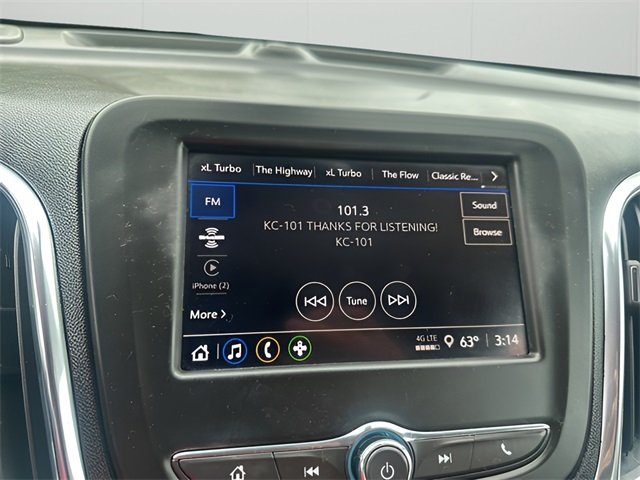 xL Turbo The Highway xL Turbo The Flow Classic Re... >
FM
101.3
Sound
KC-101 THANKS FOR LISTENING!
KC-101
Browse
iPhone (2)
Tune
More >
4G LTE
63° 3:14